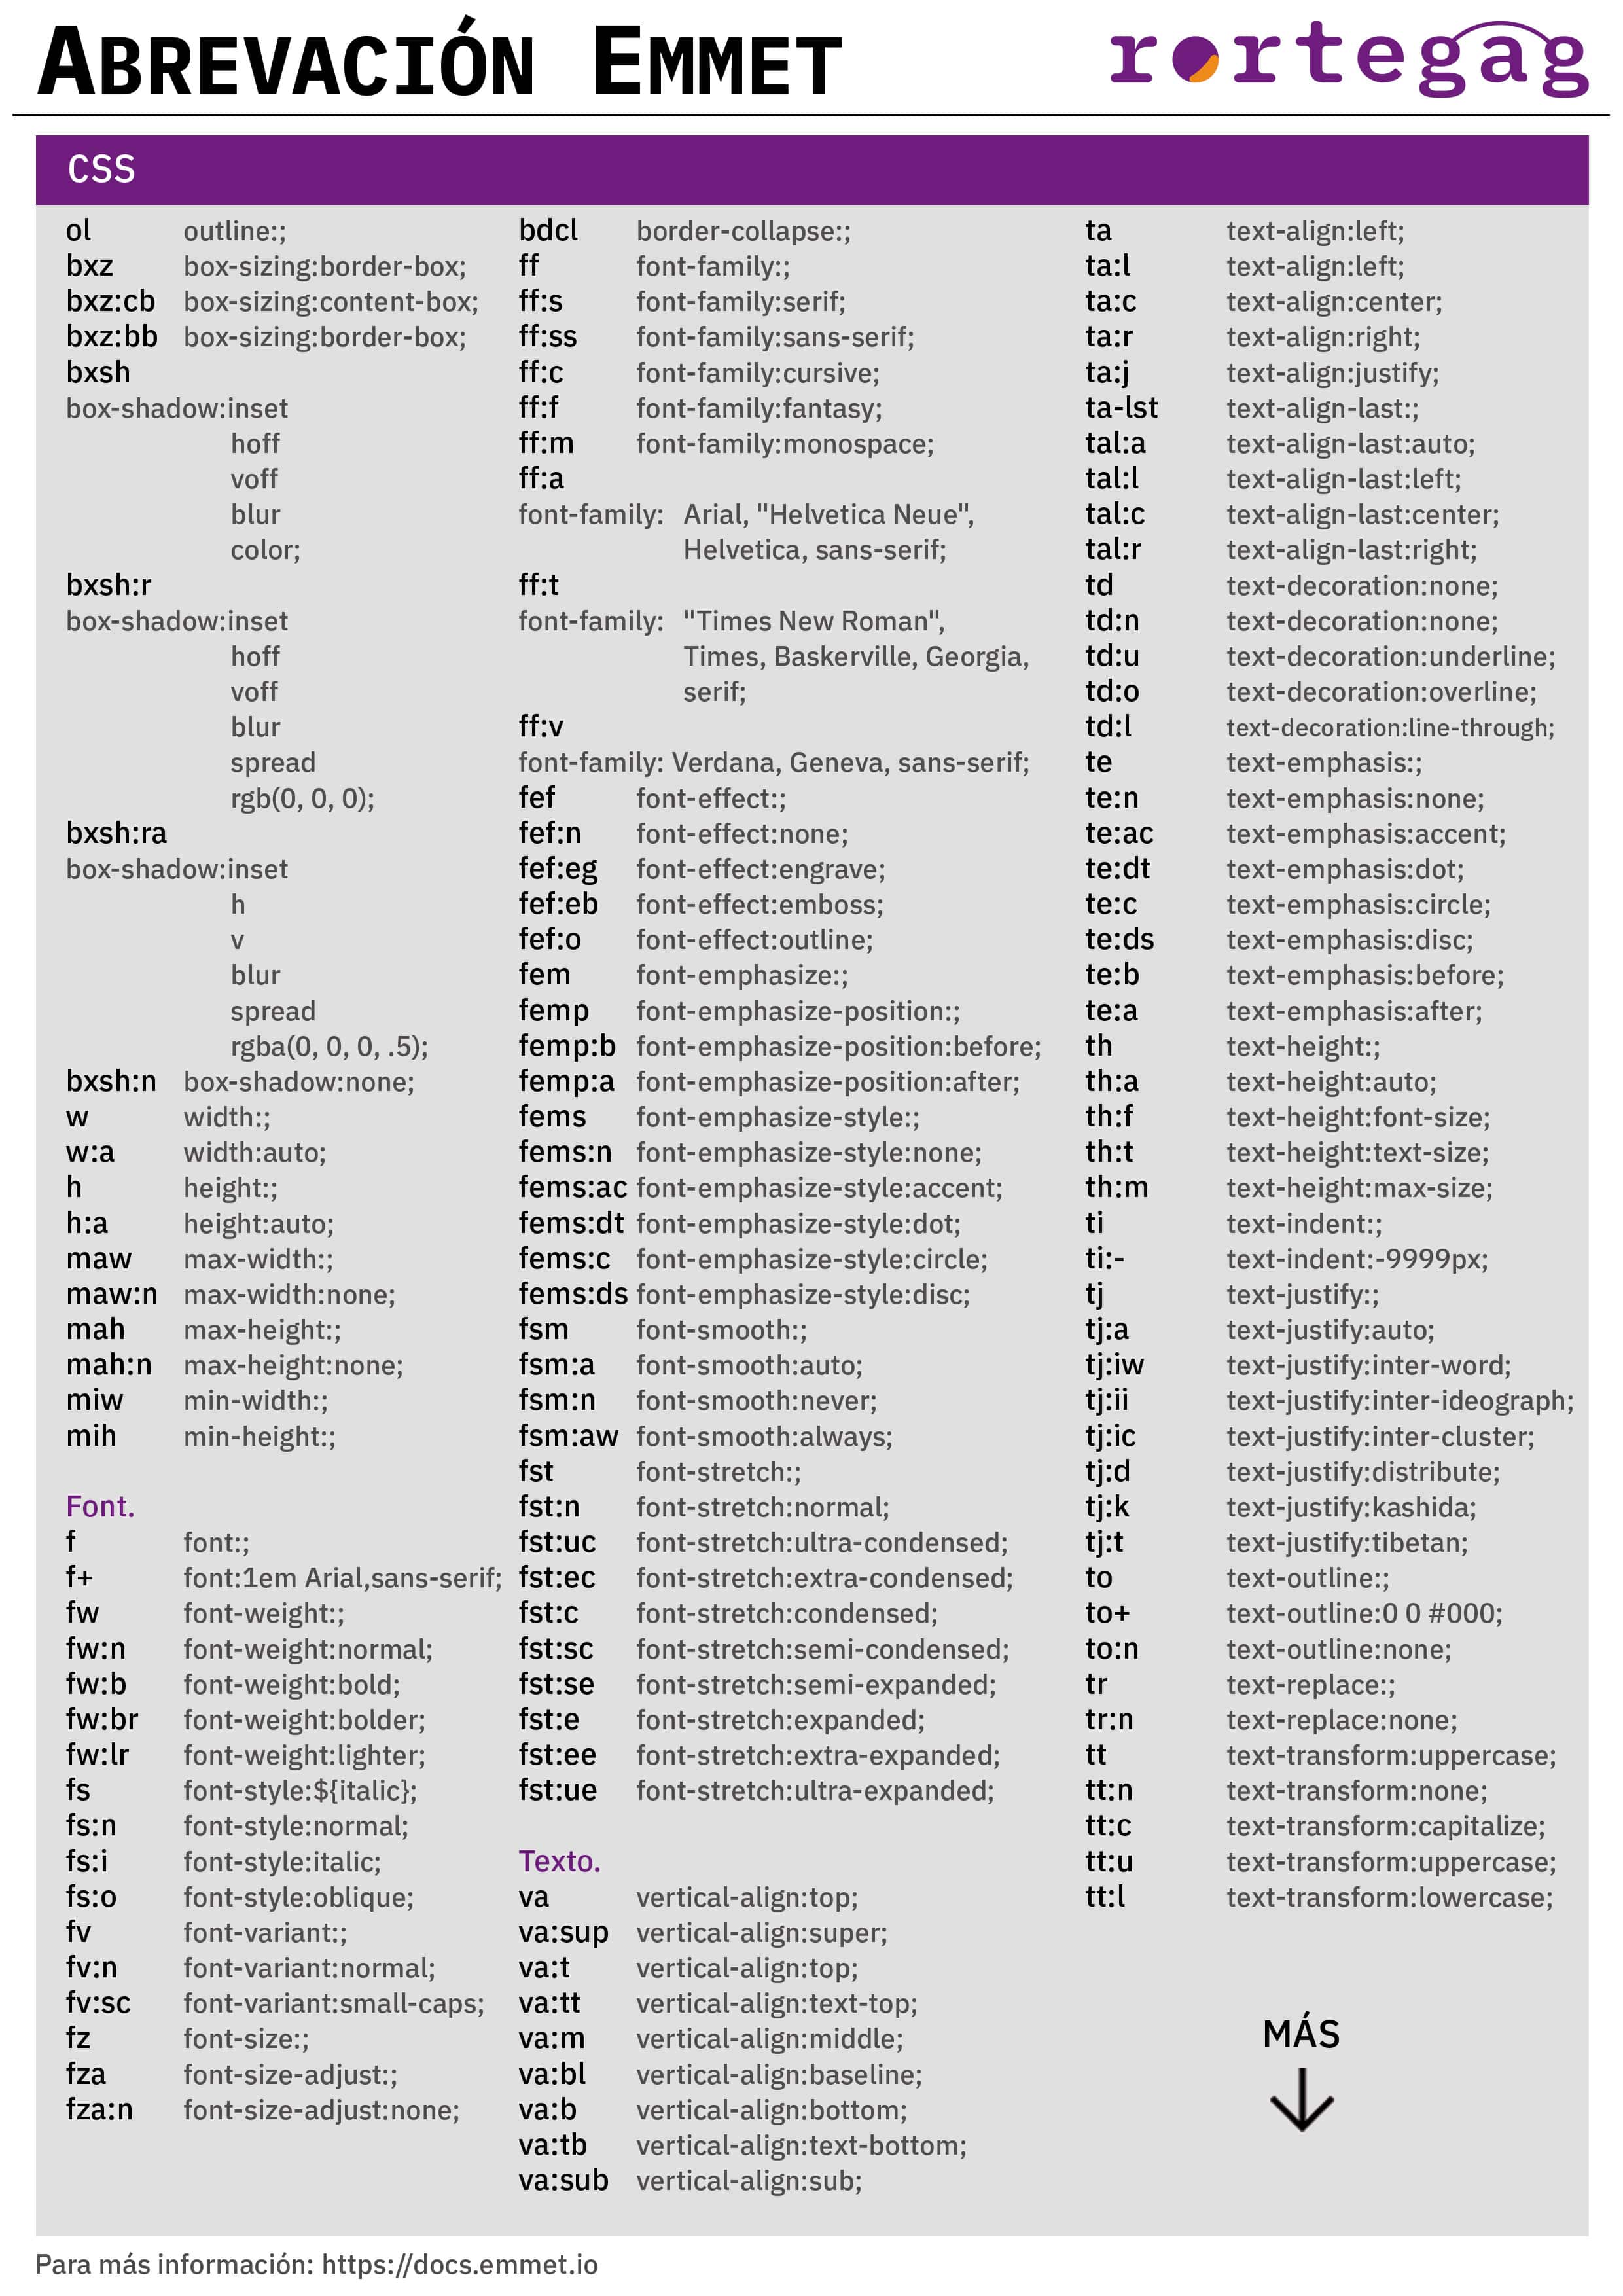 ABREVACIÓN EMMET
rortegag
CSS
ol outline:;
bxz box-sizing:border-box;
bxz:cb box-sizing:content-box;
bxz:bb box-sizing:border-box;
bxsh
box-shadow:inset
hoff
voff
blur
color;
bxsh:r
box-shadow:inset
hoff
voff
blur
spread
rgb(0, 0, 0);
bxsh:ra
box-shadow:inset
h
v
blur
spread
rgba(0, 0, 0, .5);
bxsh:n box-shadow:none;
w width:;
w:a width:auto;
h height:;
h:a height:auto;
maw max-width:;
maw:n max-width:none;
mah max-height:;
mah:n max-height:none;
miw min-width:;
mih min-height:;
Font.
f font:;
f+ font:1em Arial,sans-serif;
fw font-weight:;
fw:n font-weight:normal;
fw:b font-weight:bold;
fw:br font-weight:bolder;
fw:lr font-weight:lighter;
fs font-style:${italic};
fs:n font-style:normal;
fs:i font-style:italic;
fs:o font-style:oblique;
fv font-variant:;
fv:n font-variant:normal;
fv:sc font-variant:small-caps;
fz font-size:;
fza font-size-adjust:;
fza:n font-size-adjust:none;
bdcl border-collapse:;
ff font-family:;
ff:s font-family:serif;
ff:ss font-family:sans-serif;
ff:c font-family:cursive;
ff:f font-family:fantasy;
ff:m font-family:monospace;
ff:a
font-family: Arial, "Helvetica Neue",
Helvetica, sans-serif;
ff:t
font-family: "Times New Roman",
Times, Baskerville, Georgia,
serif;
ff:v
font-family: Verdana, Geneva, sans-serif;
fef font-effect:;
fef:n font-effect:none;
fef:eg font-effect:engrave;
fef:eb font-effect:emboss;
fef:o font-effect:outline;
fem font-emphasize:;
femp font-emphasize-position:;
femp:b font-emphasize-position:before;
femp:a font-emphasize-position:after;
fems font-emphasize-style:;
fems:n font-emphasize-style:none;
fems:ac font-emphasize-style:accent;
fems:dt font-emphasize-style:dot;
fems:c font-emphasize-style:circle;
fems:ds font-emphasize-style:disc;
fsm font-smooth:;
fsm:a font-smooth:auto;
fsm:n font-smooth:never;
fsm:aw font-smooth:always;
fst font-stretch:;
fst:n font-stretch:normal;
fst:uc font-stretch:ultra-condensed;
fst:ec font-stretch:extra-condensed;
fst:c font-stretch:condensed;
fst:sc font-stretch:semi-condensed;
fst:se font-stretch:semi-expanded;
fst:e font-stretch:expanded;
fst:ee font-stretch:extra-expanded;
fst:ue font-stretch:ultra-expanded;
Texto.
va vertical-align:top;
va:sup vertical-align:super;
va:t vertical-align:top;
va:tt vertical-align:text-top;
va:m vertical-align:middle;
va:bl vertical-align:baseline;
va:b vertical-align:bottom;
va:tb vertical-align:text-bottom;
va:sub vertical-align:sub;
ta text-align:left;
ta:l text-align:left;
ta:c text-align:center;
ta:r text-align:right;
ta:j text-align:justify;
ta-lst text-align-last:;
tal:a text-align-last:auto;
tal:l text-align-last:left;
tal:c text-align-last:center;
tal:r text-align-last:right;
td text-decoration:none;
td:n text-decoration:none;
td:u text-decoration:underline;
td:o text-decoration:overline;
td:l text-decoration:line-through;
te text-emphasis:;
te:n text-emphasis:none;
te:ac text-emphasis:accent;
te:dt text-emphasis:dot;
te:c text-emphasis:circle;
te:ds text-emphasis:disc;
te:b text-emphasis:before;
te:a text-emphasis:after;
th text-height:;
th:a text-height:auto;
th:f text-height:font-size;
th:t text-height:text-size;
th:m text-height:max-size;
ti text-indent:;
ti:- text-indent:-9999px;
tj text-justify:;
tj:a text-justify:auto;
tj:iw text-justify:inter-word;
tj:ii text-justify:inter-ideograph;
tj:ic text-justify:inter-cluster;
tj:d text-justify:distribute;
tj:k text-justify:kashida;
tj:t text-justify:tibetan;
to text-outline:;
to+ text-outline:0 0 #000;
to:n text-outline:none;
tr text-replace:;
tr:n text-replace:none;
tt text-transform:uppercase;
tt:n text-transform:none;
tt:c text-transform:capitalize;
tt:u text-transform:uppercase;
tt:l text-transform:lowercase;
MÁS
Para más información: https://docs.emmet.io